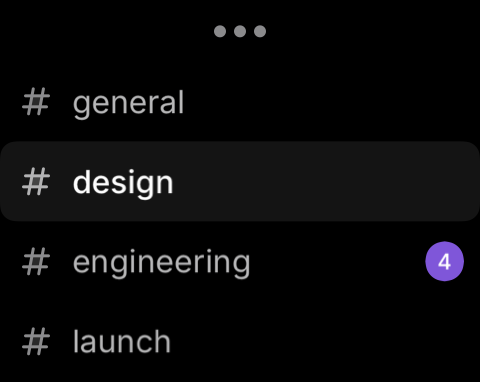 # general
# design
# engineering 4
# launch